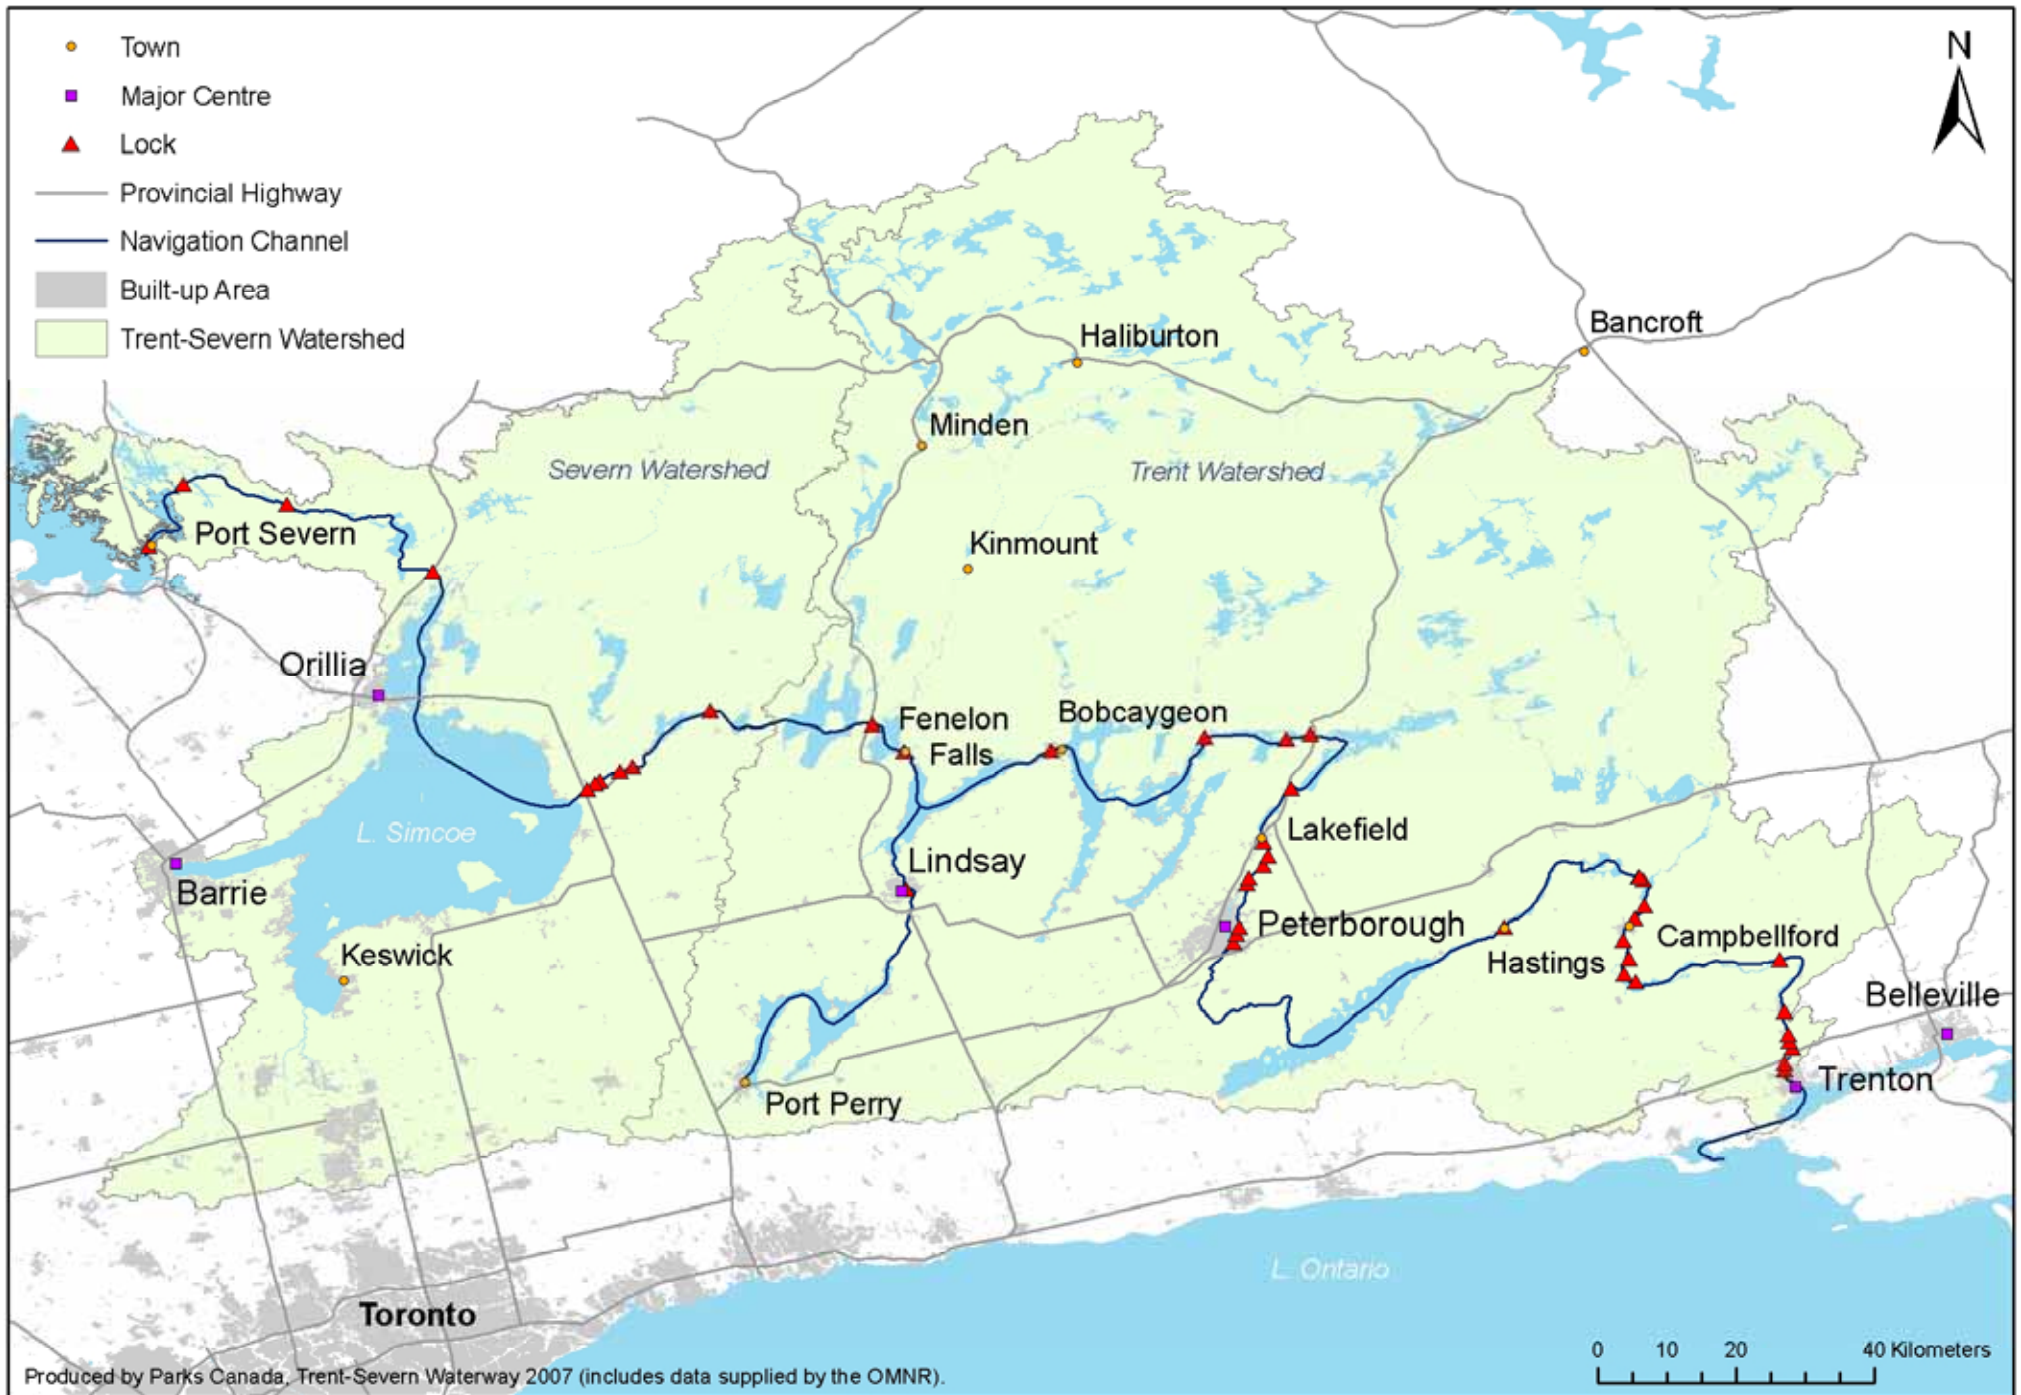 Town
Major Centre
Lock
Provincial Highway
Navigation Channel
Built-up Area
Trent-Severn Watershed
N
Bancroft
Haliburton
Minden
Severn Watershed
Trent Watershed
Port Severn
Kinmount
Orillia
Fenelon
Falls
Bobcaygeon
L. Simcoe
Lakefield
Lindsay
Barrie
Peterborough
Campbellford
Keswick
Hastings
Belleville
Trenton
Port Perry
L. Ontario
Toronto
0 10 20 40 Kilometers
Produced by Parks Canada, Trent-Severn Waterway 2007 (includes data supplied by the OMNR).